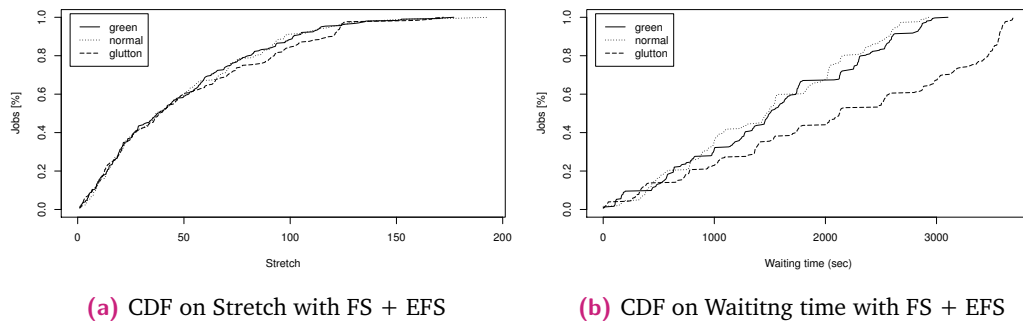 Jobs [%]
1.0
0.8
0.6
0.4
0.2
0.0
green
normal
glutton
0 50 100 150 200
Stretch
(a) CDF on Stretch with FS + EFS
Jobs [%]
1.0
0.8
0.6
0.4
0.2
0.0
green
normal
glutton
0 1000 2000 3000
Waiting time (sec)
(b) CDF on Waititng time with FS + EFS